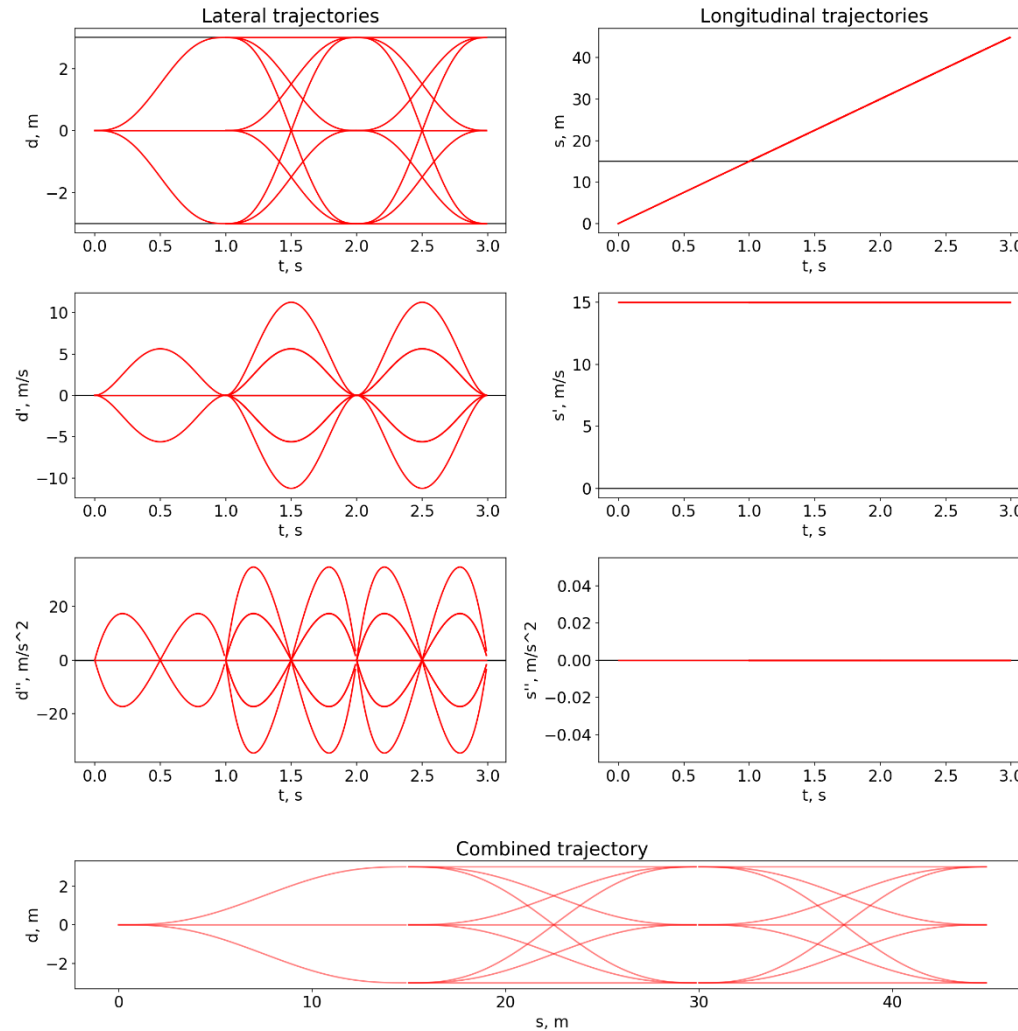 Lateral trajectories
Longitudinal trajectories
2
0
−2
d, m
0.0 0.5 1.0 1.5 2.0 2.5 3.0
t, s
40
30
20
10
0
s, m
0.0 0.5 1.0 1.5 2.0 2.5 3.0
t, s
10
5
0
−5
−10
d', m/s
0.0 0.5 1.0 1.5 2.0 2.5 3.0
t, s
15
10
5
0
s', m/s
0.0 0.5 1.0 1.5 2.0 2.5 3.0
t, s
20
0
−20
d'', m/s^2
0.0 0.5 1.0 1.5 2.0 2.5 3.0
t, s
0.04
0.02
0.00
−0.02
−0.04
s'', m/s^2
0.0 0.5 1.0 1.5 2.0 2.5 3.0
t, s
Combined trajectory
2
0
−2
d, m
0 10 20 30 40
s, m